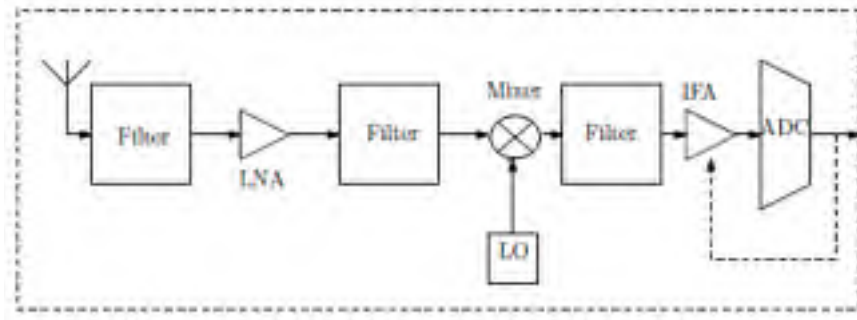 Mixer
IFA
Filter
Filter
Filter
ADC
LNA
LO